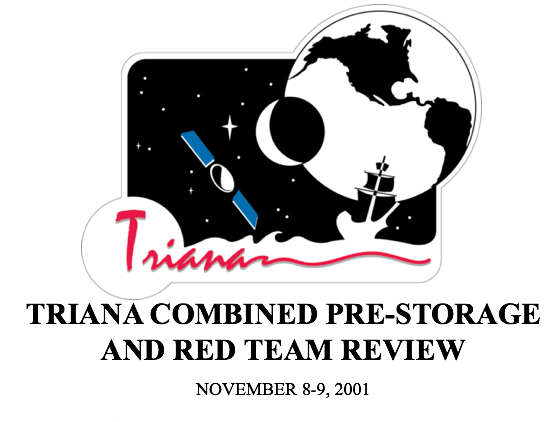 Triana
TRIANA COMBINED PRE-STORAGE
AND RED TEAM REVIEW
NOVEMBER 8-9, 2001